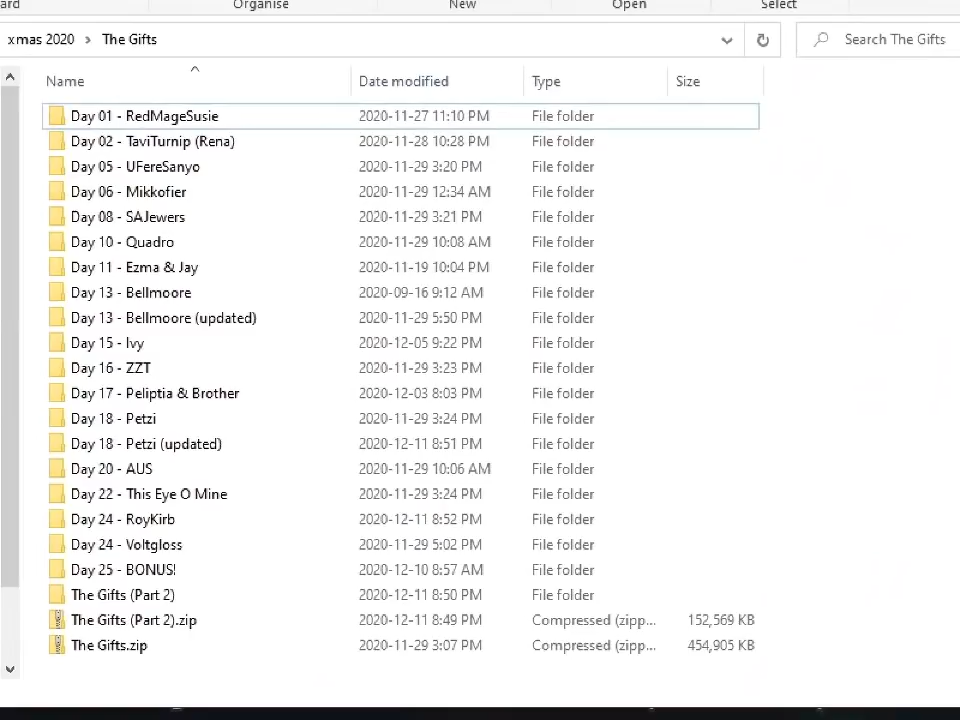 ard Organise New Open Select
xmas 2020 > The Gifts Search The Gifts
Name Date modified Type Size
Day 01 - RedMageSusie 2020-11-27 11:10 PM File folder
Day 02 - TaviTurnip (Rena) 2020-11-28 10:28 PM File folder
Day 05 - UFereSanyo 2020-11-29 3:20 PM File folder
Day 06 - Mikkofier 2020-11-29 12:34 AM File folder
Day 08 - SAJewers 2020-11-29 3:21 PM File folder
Day 10 - Quadro 2020-11-29 10:08 AM File folder
Day 11 - Ezma & Jay 2020-11-19 10:04 PM File folder
Day 13 - Bellmoore 2020-09-16 9:12 AM File folder
Day 13 - Bellmoore (updated) 2020-11-29 5:50 PM File folder
Day 15 - Ivy 2020-12-05 9:22 PM File folder
Day 16 - ZZT 2020-11-29 3:23 PM File folder
Day 17 - Peliptia & Brother 2020-12-03 8:03 PM File folder
Day 18 - Petzi 2020-11-29 3:24 PM File folder
Day 18 - Petzi (updated) 2020-12-11 8:51 PM File folder
Day 20 - AUS 2020-11-29 10:06 AM File folder
Day 22 - This Eye O Mine 2020-11-29 3:24 PM File folder
Day 24 - RoyKirb 2020-12-11 8:52 PM File folder
Day 24 - Voltgloss 2020-11-29 5:02 PM File folder
Day 25 - BONUS! 2020-12-10 8:57 AM File folder
The Gifts (Part 2) 2020-12-11 8:50 PM File folder
The Gifts (Part 2).zip 2020-12-11 8:49 PM Compressed (zipp... 152,569 KB
The Gifts.zip 2020-11-29 3:07 PM Compressed (zipp... 454,905 KB